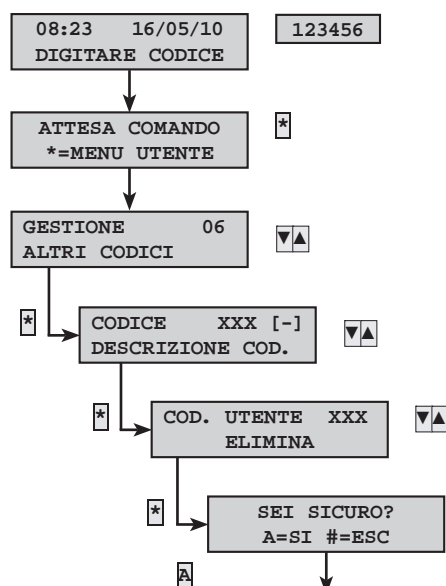 08:23 16/05/10
123456
DIGITARE CODICE
ATTESA COMANDO
*
*=MENU UTENTE
GESTIONE 06
▼▲
ALTRI CODICI
*
CODICE XXX [-]
▼▲
DESCRIZIONE COD.
*
COD. UTENTE XXX
▼▲
ELIMINA
*
SEI SICURO?
A=SI #=ESC
A